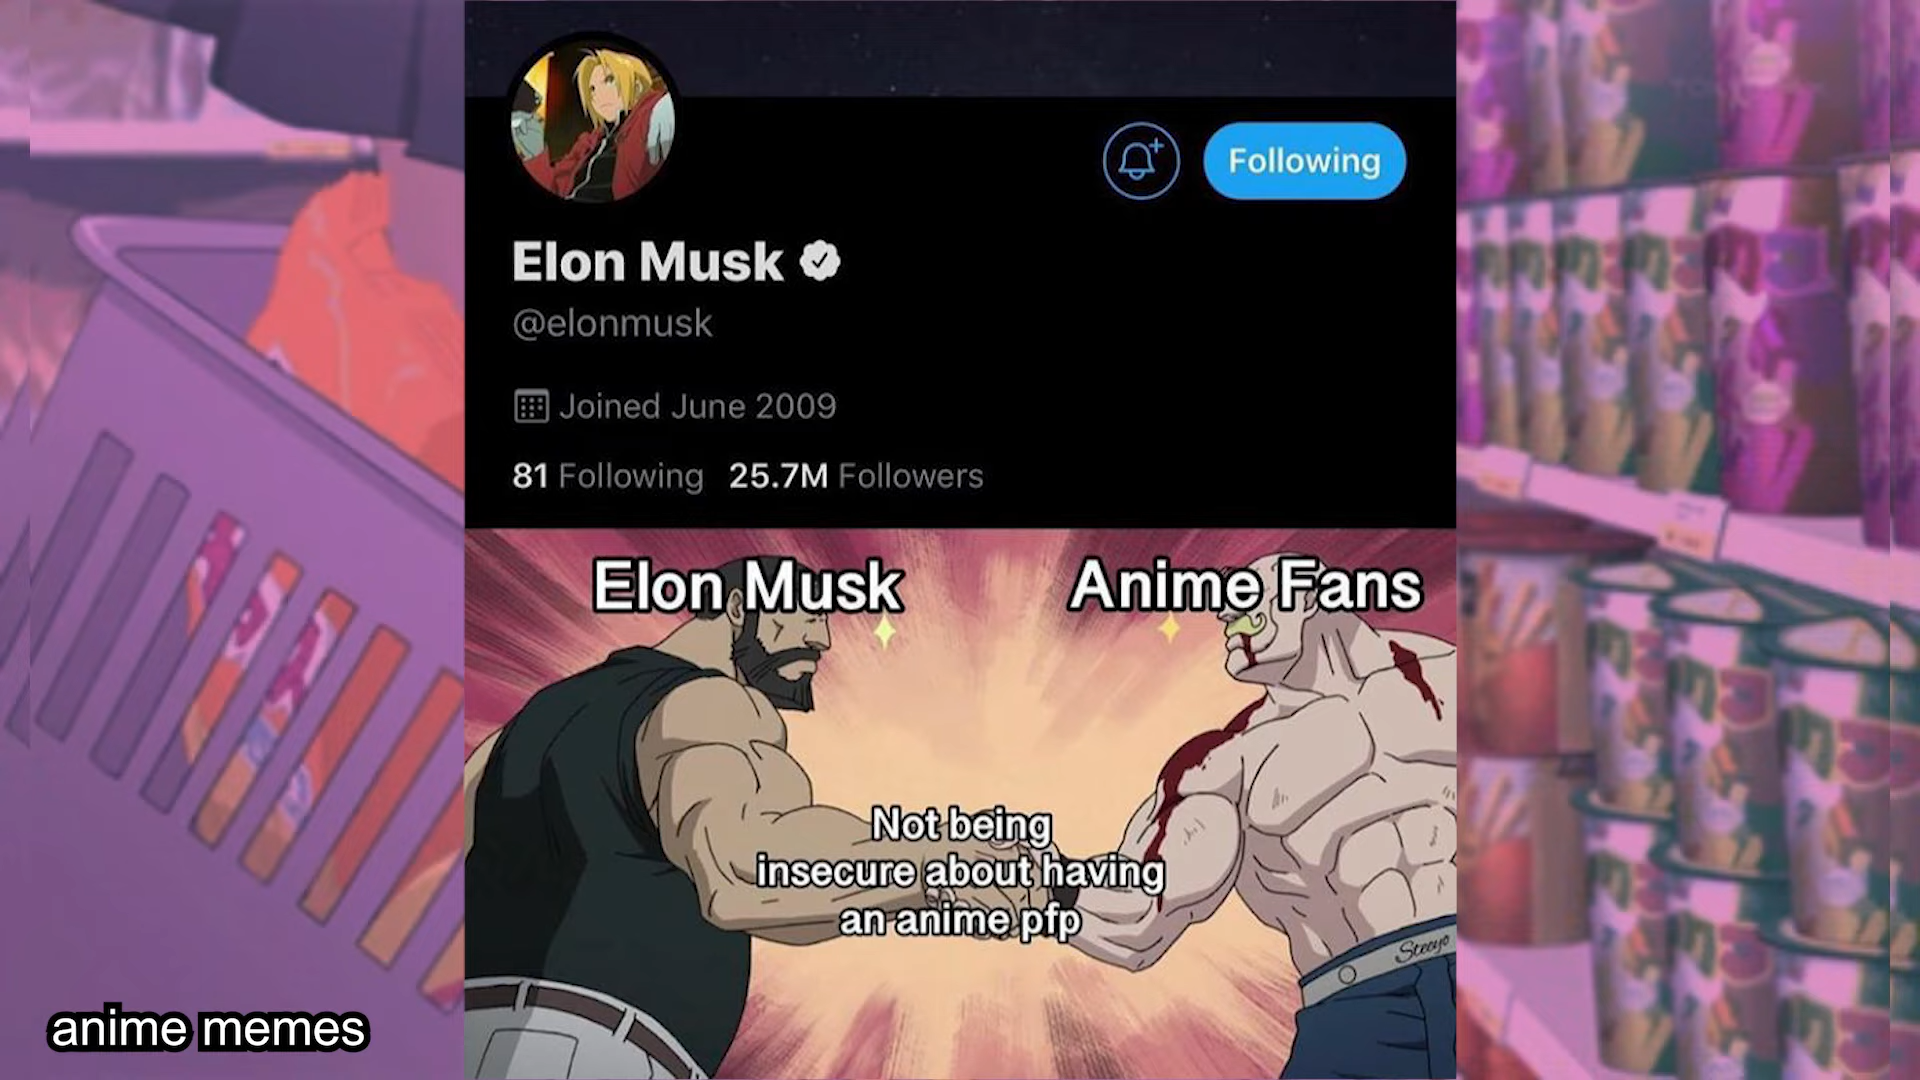 Following
Elon Musk
@elonmusk
Joined June 2009
81 Following 25.7M Followers
Elon Musk
Anime Fans
Not being
insecure about having
an anime pfp
Steeyo
anime memes